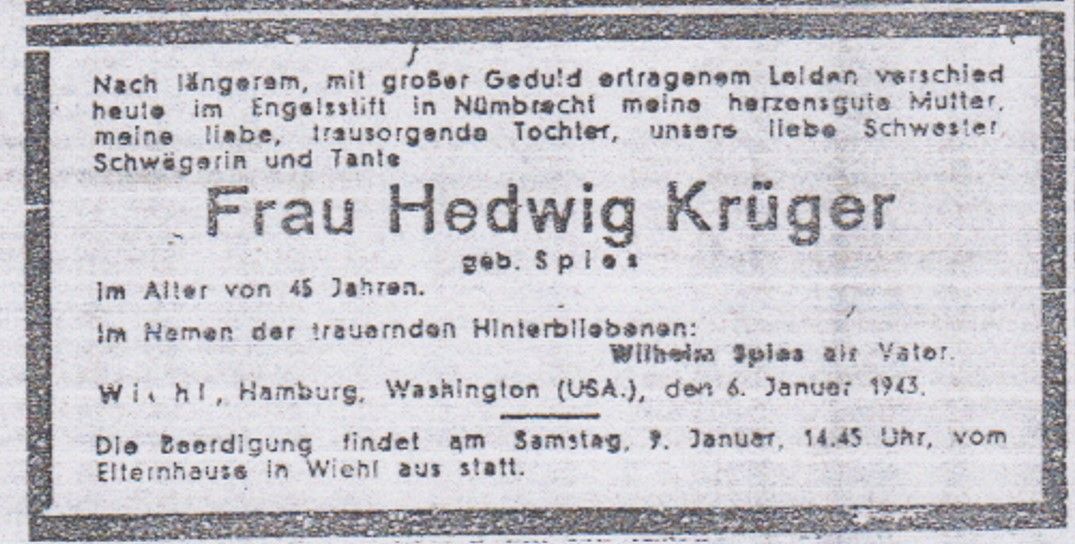 Nach längerem, mit großer Geduld ertragenem Leiden verschied
heute im Engelsstift in Nümbrecht meine herzensgute Mutter,
meine liebe, treusorgende Tochter, unsere liebe Schwester,
Schwägerin und Tante
Frau Hedwig Krüger
geb. Spies
im Alter von 45 Jahren.
Im Namen der trauernden Hinterbliebenen:
Wilhelm Spies als Vater.
Wiehl, Hamburg, Washington (USA.), den 6. Januar 1943.
Die Beerdigung findet am Samstag, 9. Januar, 14.45 Uhr, vom
Elternhause in Wiehl aus statt.